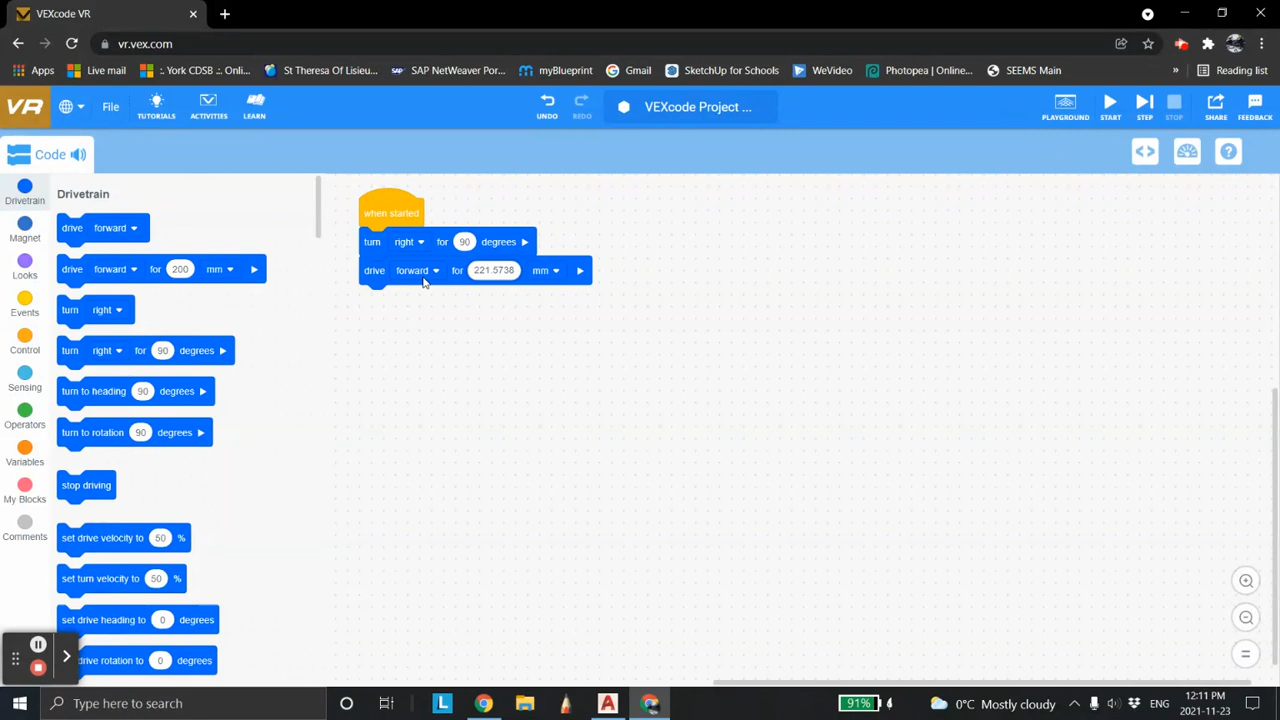 VEXcode VR
vr.vex.com
Apps
Live mail
:. York CDSB :. Onli...
St Theresa Of Lisieu...
SAP NetWeaver Por...
myBlueprint
Gmail
SketchUp for Schools
WeVideo
Photopea | Online...
SEEMS Main
»
Reading list
VR
File
TUTORIALS
ACTIVITIES
LEARN
UNDO
REDO
VEXcode Project ...
PLAYGROUND
START
STEP
STOP
SHARE
FEEDBACK
Code
Drivetrain
Magnet
Looks
Events
Control
Sensing
Operators
Variables
My Blocks
Comments
Drivetrain
drive forward
drive forward for 200 mm
turn right
turn right for 90 degrees
turn to heading 90 degrees
turn to rotation 90 degrees
stop driving
set drive velocity to 50 %
set turn velocity to 50 %
set drive heading to 0 degrees
drive rotation to 0 degrees
when started
turn right for 90 degrees
drive forward for 221.5738 mm
Type here to search
91%
0°C Mostly cloudy
ENG
12:11 PM
2021-11-23